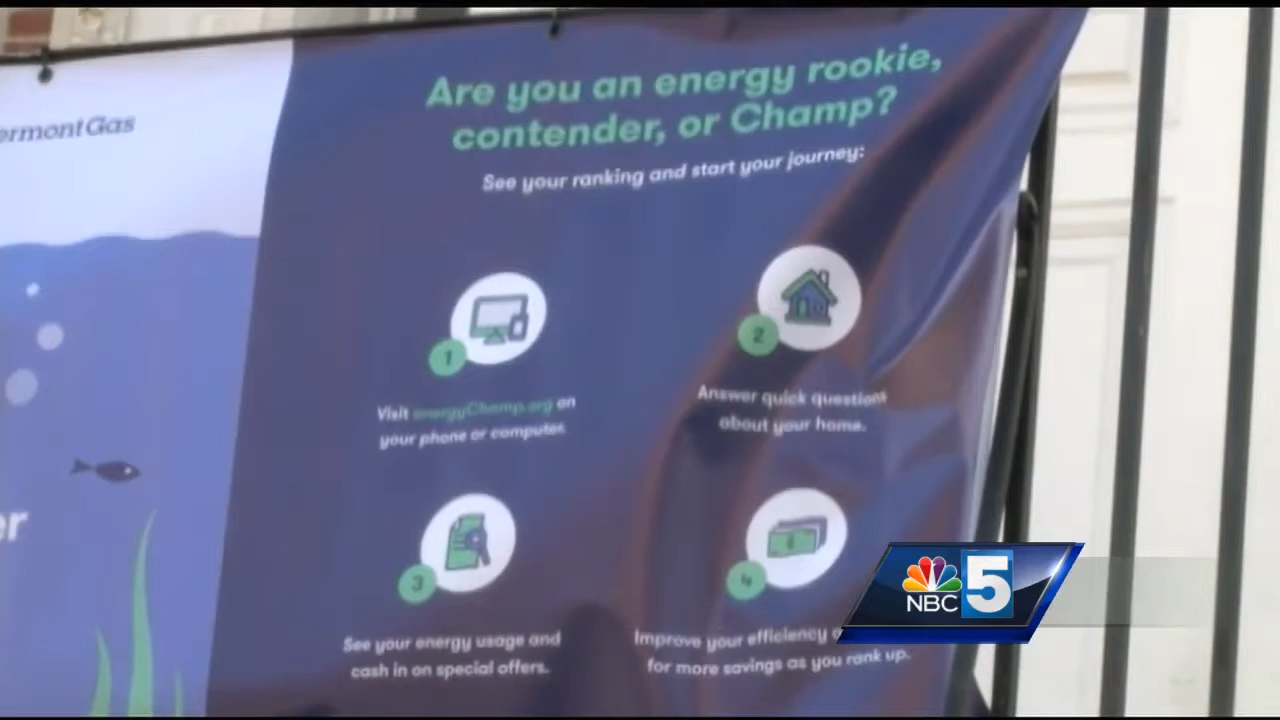 ermontGas
er
Are you an energy rookie,
contender, or Champ?
See your ranking and start your journey:
1
Visit energyChamp.org on
your phone or computer.
2
Answer quick questions
about your home.
3
See your energy usage and
cash in on special offers.
4
Improve your efficiency
for more savings as you rank up.
NBC 5